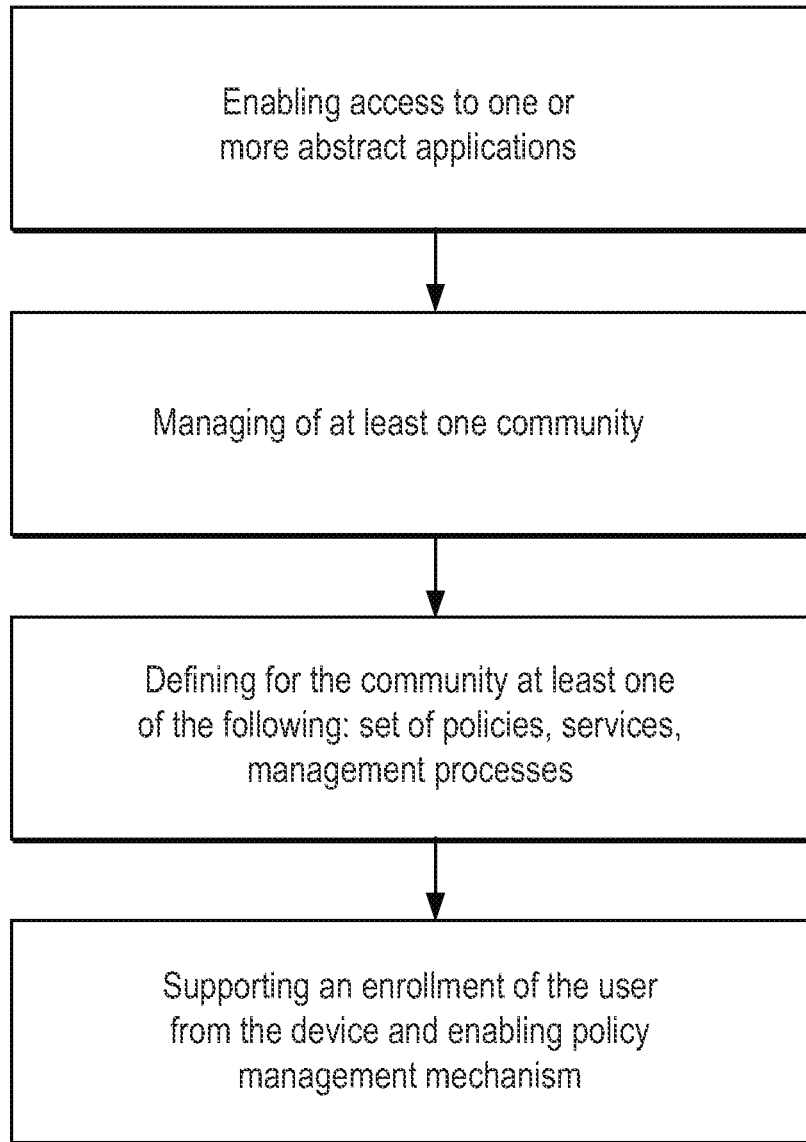 Enabling access to one or
more abstract applications
Managing of at least one community
Defining for the community at least one
of the following: set of policies, services,
management processes
Supporting an enrollment of the user
from the device and enabling policy
management mechanism